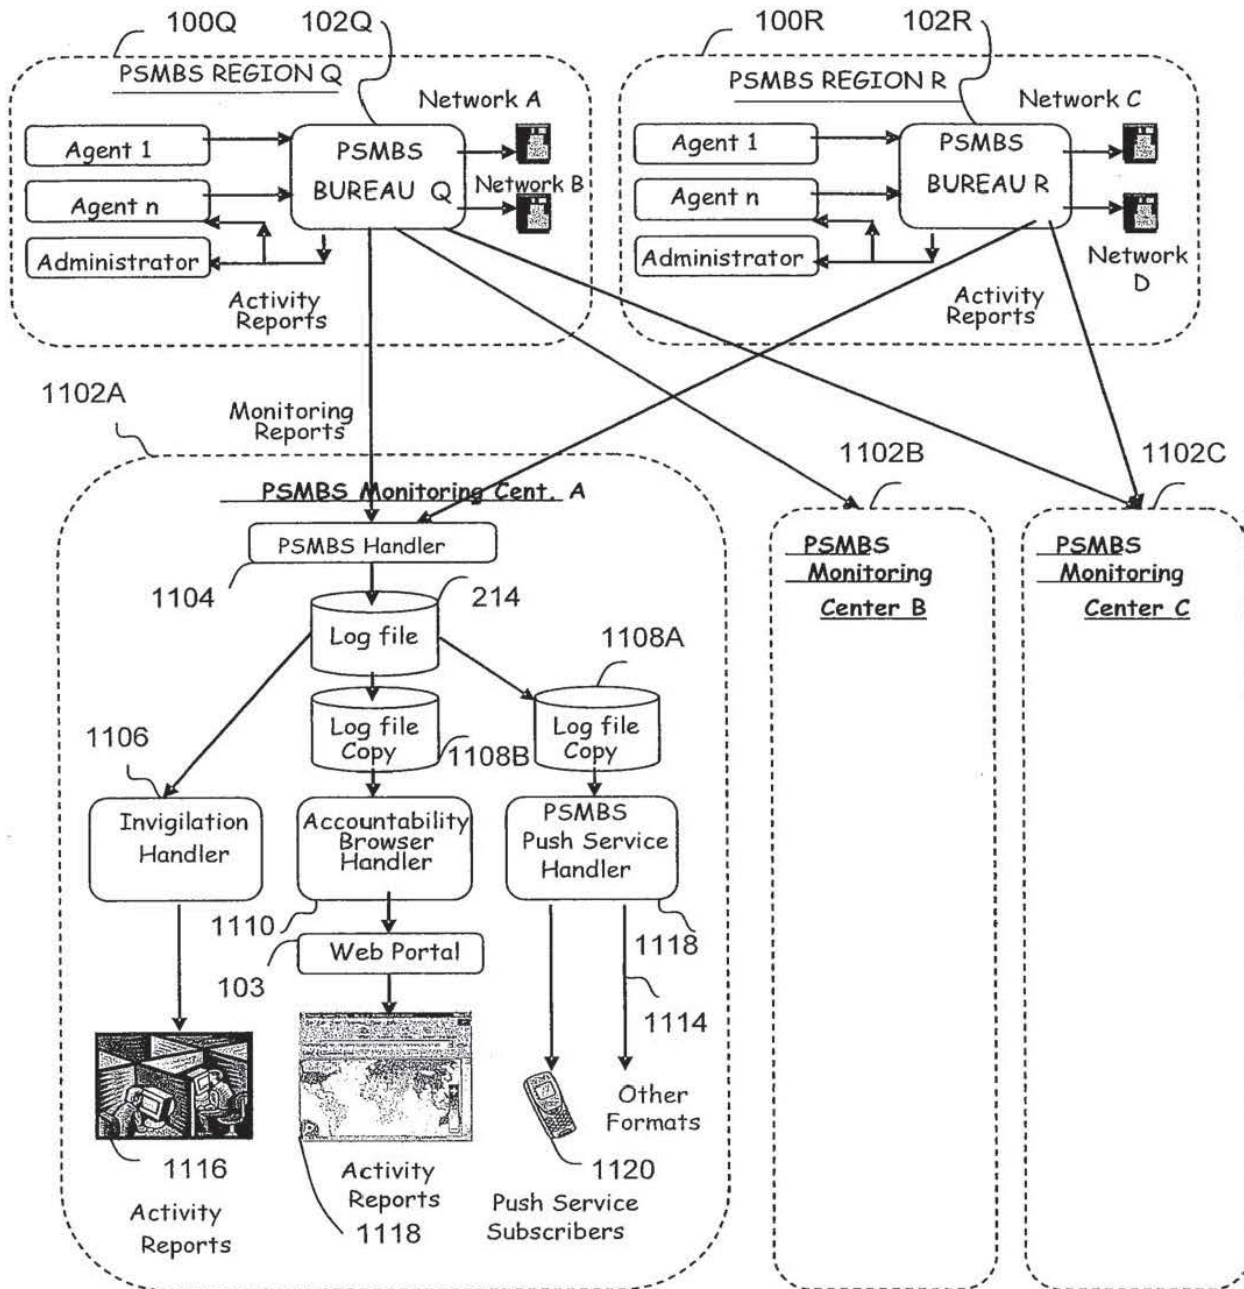 100Q
102Q
100R
102R
PSMBS REGION Q
Network A
Agent 1
PSMBS
BUREAU Q
Network B
Agent n
Administrator
Activity
Reports
PSMBS REGION R
Network C
Agent 1
PSMBS
BUREAU R
Agent n
Administrator
Network
D
Activity
Reports
1102A
Monitoring
Reports
1102B
1102C
PSMBS Monitoring Cent. A
PSMBS Handler
1104
214
Log file
1108A
Log file
Copy
1108B
Log file
Copy
1106
Invigilation
Handler
Accountability
Browser
Handler
PSMBS
Push Service
Handler
1110
1118
Web Portal
103
1114
Other
Formats
1116
Activity
Reports
Activity
Reports
1118
1120
Push Service
Subscribers
PSMBS
Monitoring
Center B
PSMBS
Monitoring
Center C